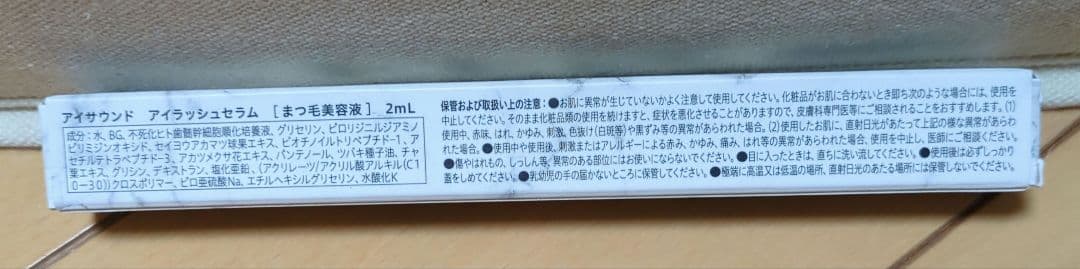 アイサウンド アイラッシュセラム [まつ毛美容液] 2mL
成分：水、BG、不死化ヒト歯髄幹細胞順化培養液、グリセリン、ピロリジニルジアミノ
ピリミジンオキシド、セイヨウアカマツ球果エキス、ビオチノイルトリペプチド-1、ア
セチルテトラペプチド-3、アカツメクサ花エキス、パンテノール、ツバキ種子油、チャ
葉エキス、グリシン、デキストラン、塩化亜鉛、（アクリレーツ/アクリル酸アルキル(C1
0-30)）クロスポリマー、ピロ亜硫酸Na、エチルヘキシルグリセリン、水酸化K
保管および取扱い上の注意：●お肌に異常が生じていないかよく注意して使用してください。化粧品がお肌に合わないとき即ち次のような場合には、使用を
中止してください。そのまま化粧品類の使用を続けますと、症状を悪化させることがありますので、皮膚科専門医等にご相談されることをおすすめします。(1)
使用中、赤味、はれ、かゆみ、刺激、色抜け(白斑等)や黒ずみ等の異常があらわれた場合。(2)使用したお肌に、直射日光があたって上記の様な異常があらわ
れた場合。●使用中や使用後、刺激またはアレルギーによる赤み、かゆみ、痛み、はれ等の異常があらわれた場合、使用を中止し、医師にご相談ください。
●傷やはれもの、しっしん等、異常のある部位にはお使いにならないでください。●目に入ったときは、直ちに洗い流してください。●使用後は必ずしっかり
蓋をしめてください。●乳幼児の手の届かないところに保管してください。●極端に高温又は低温の場所、直射日光のあたる場所には保管しないでください。